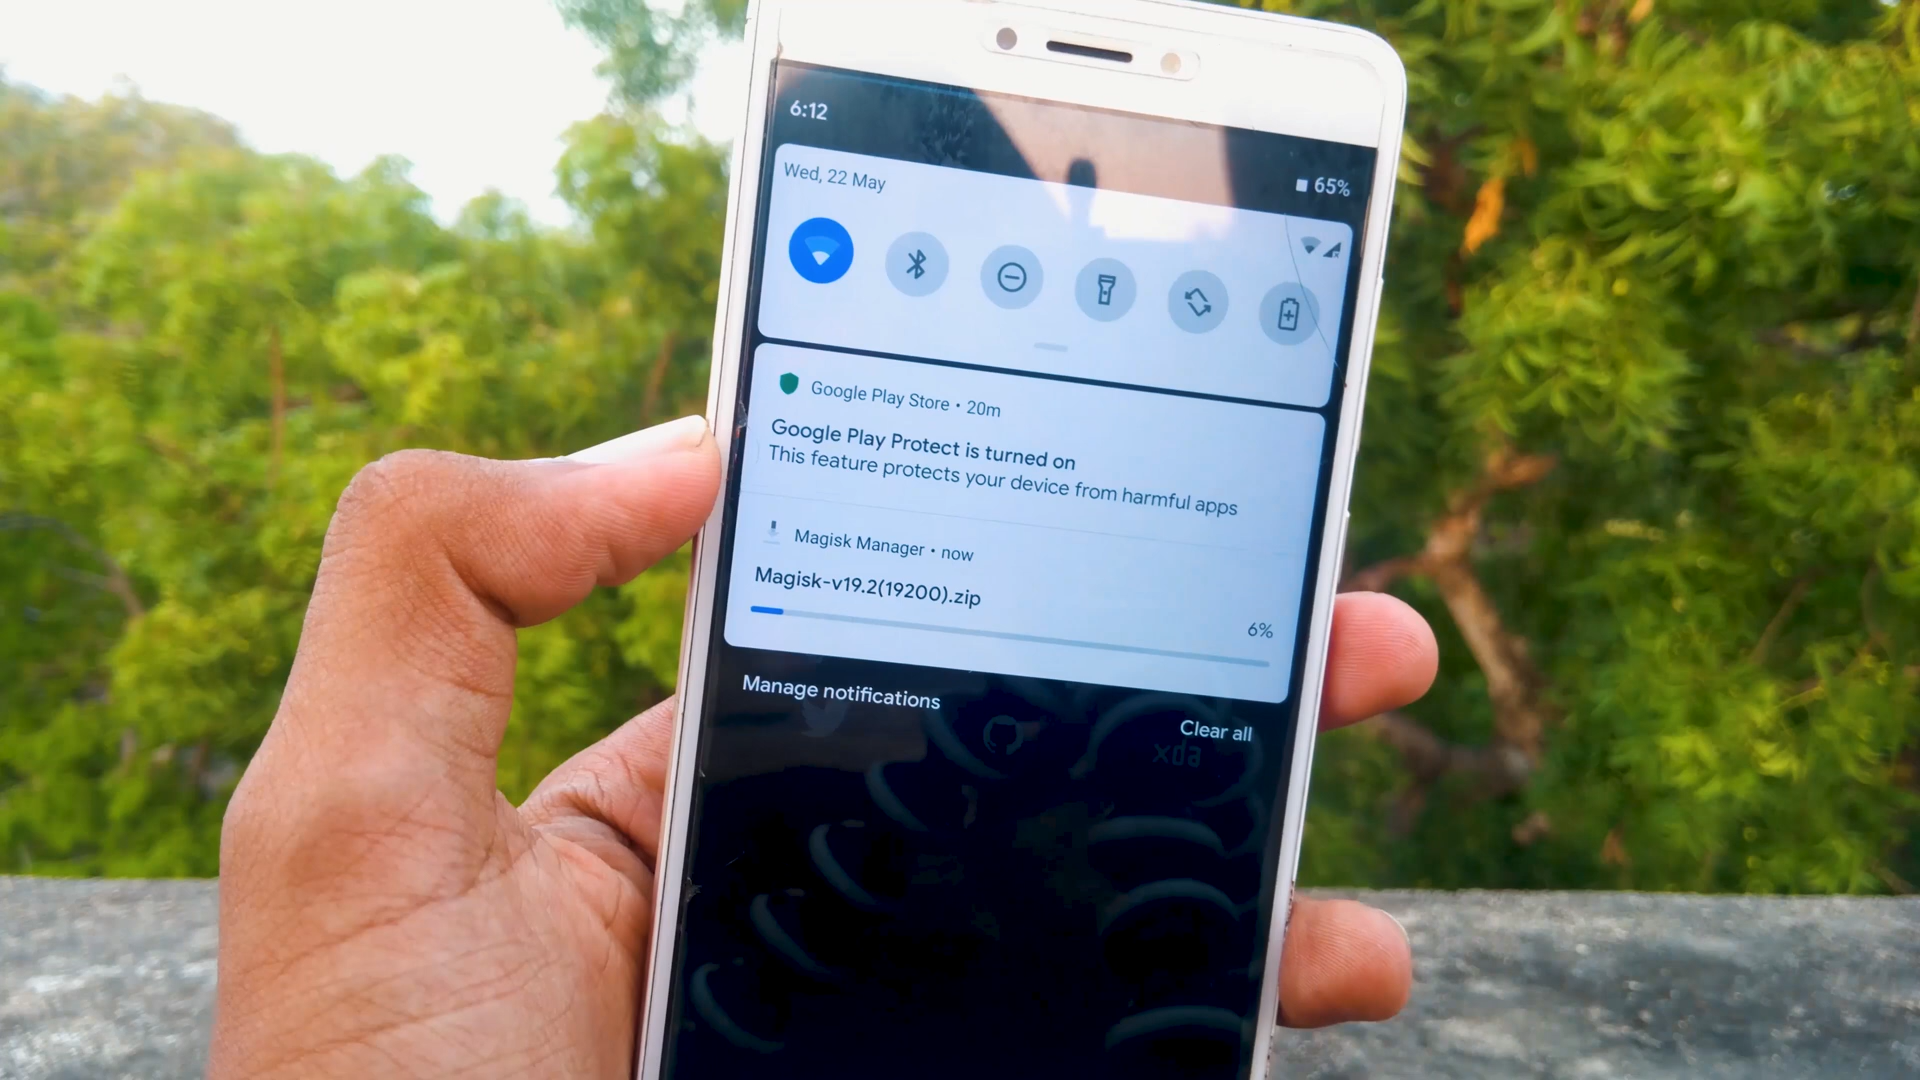 6:12
65%
Wed, 22 May
Google Play Store • 20m
Google Play Protect is turned on
This feature protects your device from harmful apps
Magisk Manager • now
Magisk-v19.2(19200).zip
6%
Manage notifications
Clear all
xda